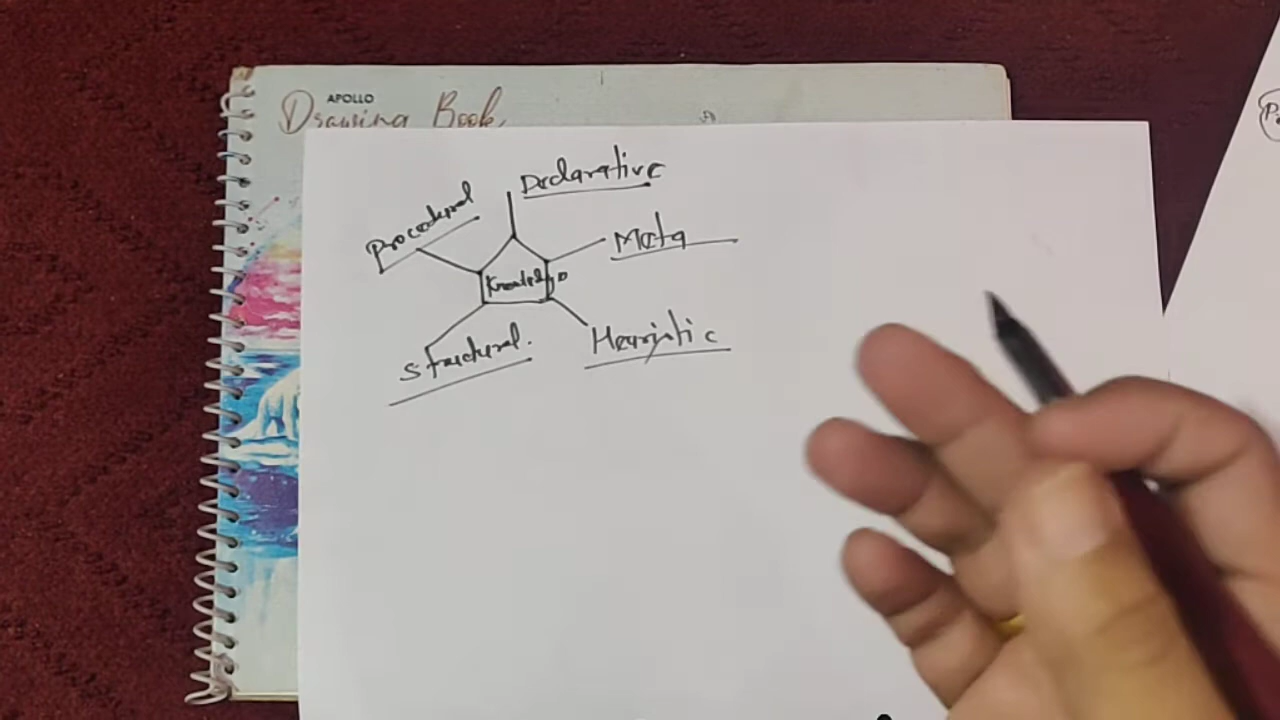 APOLLO
Drawing Book
Declarative
Procedural
Meta
Knowledge
Heuristic
Structural.